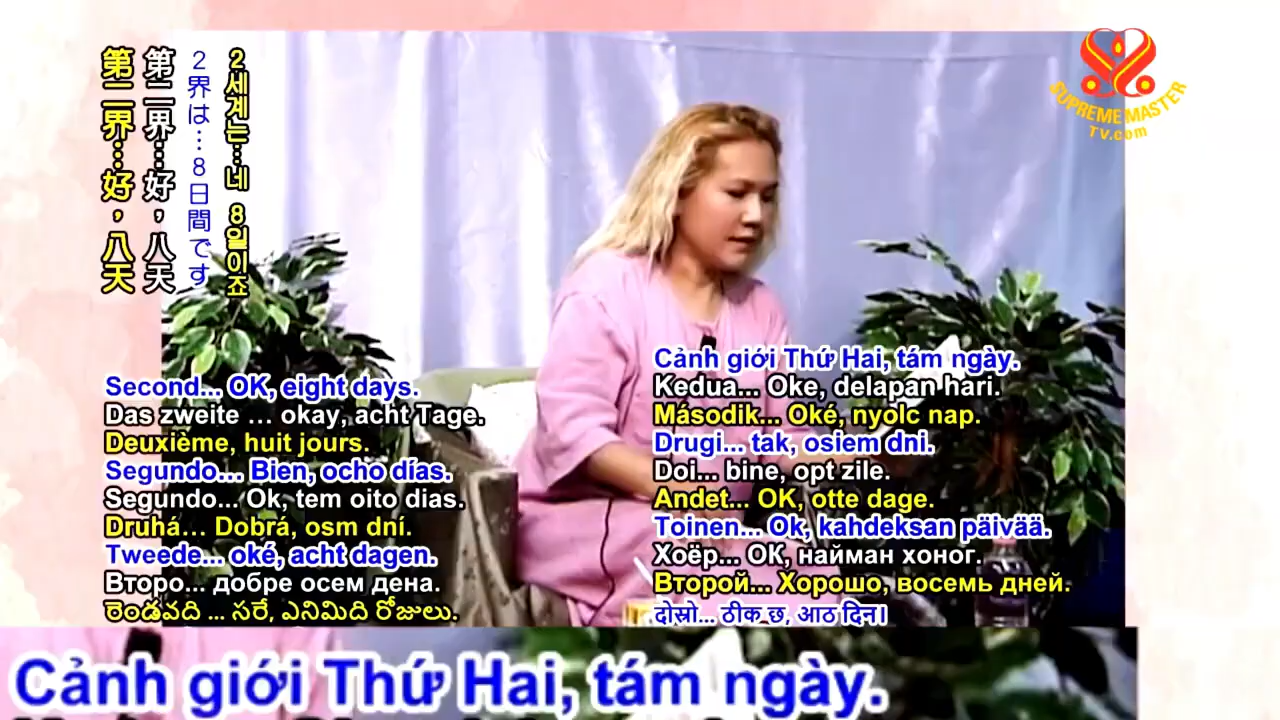 第二界…好，八天
第二界…好，八天
2界は…8日間です
2세계는…네 8일이죠
SUPREME MASTER
TV.com
Second... OK, eight days.
Das zweite … okay, acht Tage.
Deuxième, huit jours.
Segundo... Bien, ocho días.
Segundo... Ok, tem oito dias.
Druhá… Dobrá, osm dní.
Tweede... oké, acht dagen.
Второ... добре осем дена.
రెండవది ... సరే, ఎనిమిది రోజులు.
Cảnh giới Thứ Hai, tám ngày.
Kedua... Oke, delapan hari.
Második... Oké, nyolc nap.
Drugi... tak, osiem dni.
Doi... bine, opt zile.
Andet... OK, otte dage.
Toinen... Ok, kahdeksan päivää.
Хоёр... ОК, найман хоног.
Второй... Хорошо, восемь дней.
दोस्रो... ठीक छ, आठ दिन।
Cảnh giới Thứ Hai, tám ngày.